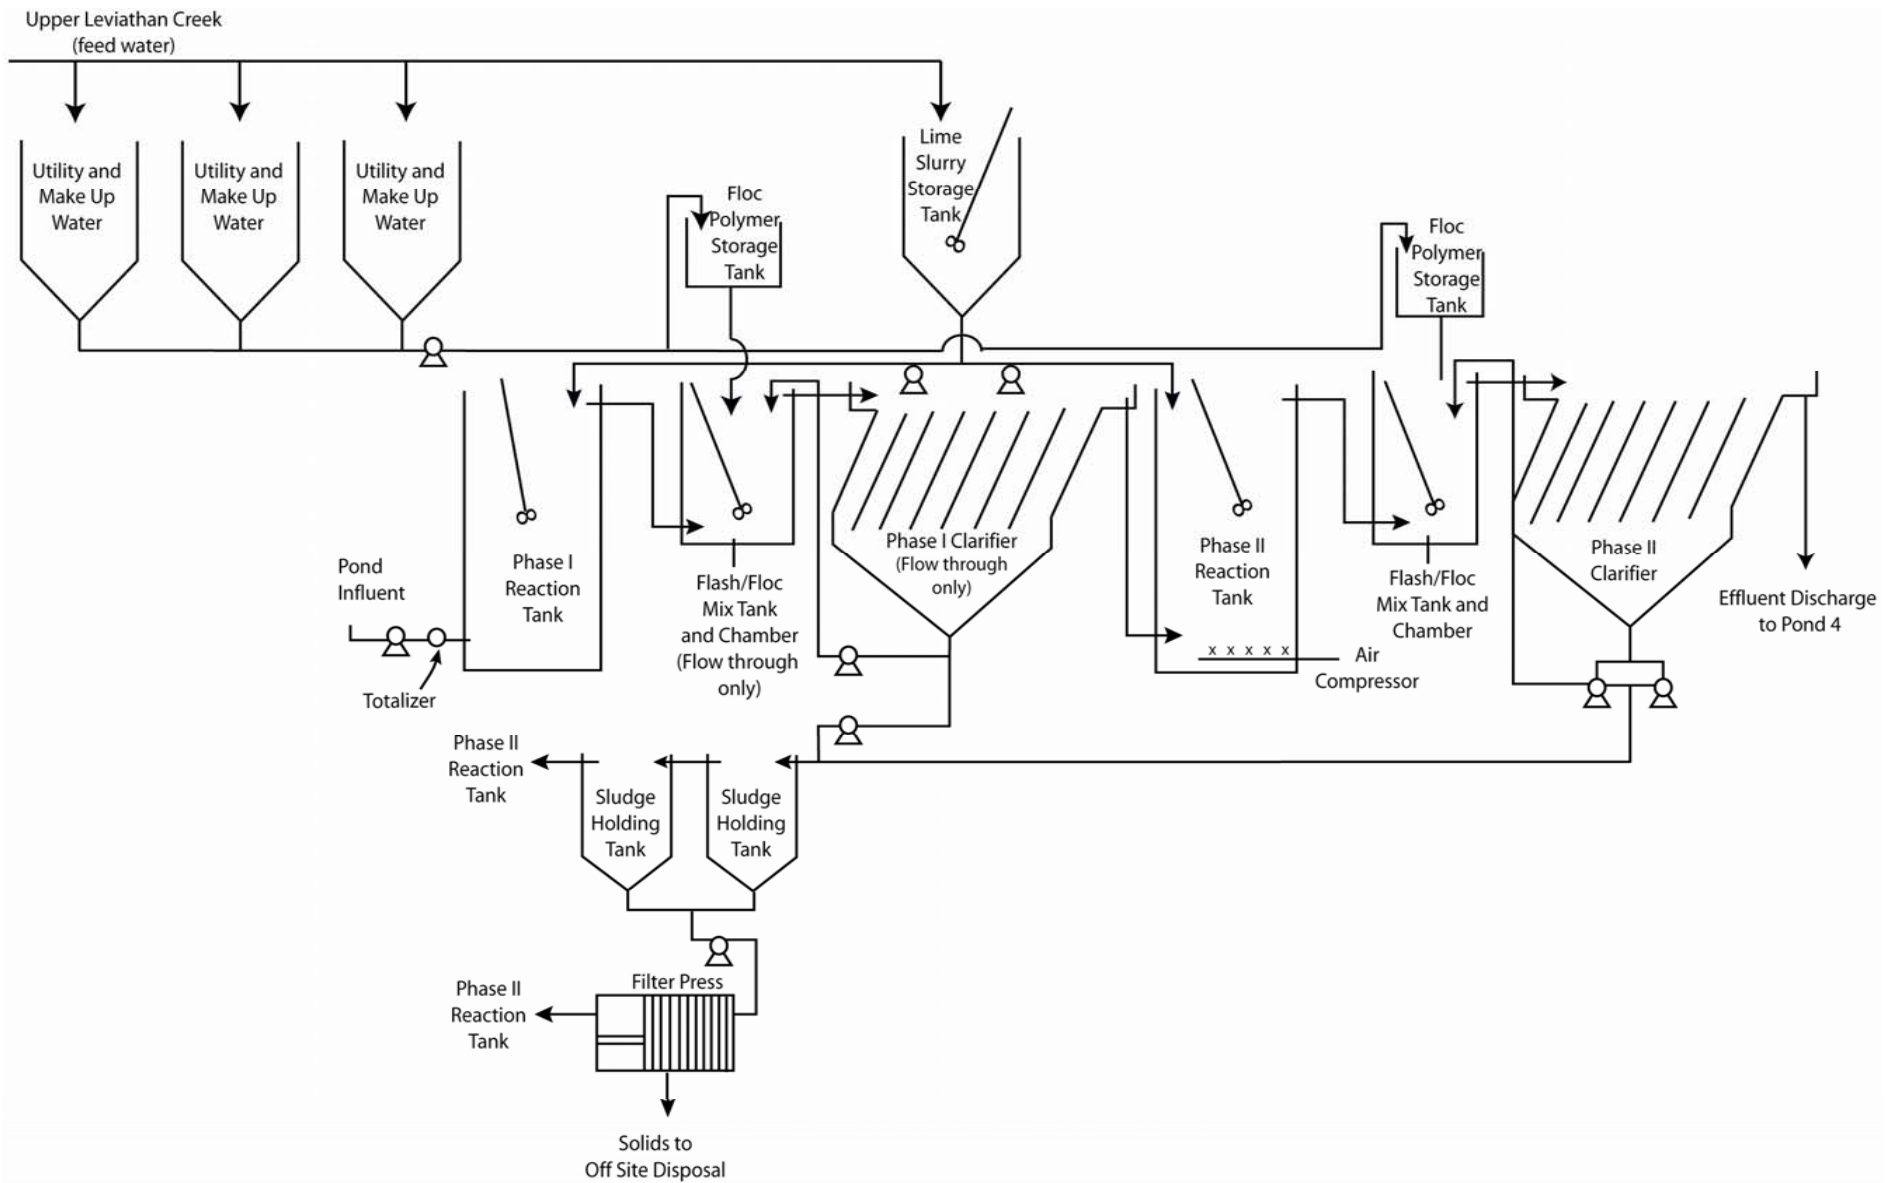 Upper Leviathan Creek
(feed water)
Utility and
Make Up
Water
Utility and
Make Up
Water
Utility and
Make Up
Water
Floc
Polymer
Storage
Tank
Lime
Slurry
Storage
Tank
Floc
Polymer
Storage
Tank
Pond
Influent
Totalizer
Phase I
Reaction
Tank
Flash/Floc
Mix Tank
and Chamber
(Flow through
only)
Phase I Clarifier
(Flow through
only)
Phase II
Reaction
Tank
x x x x x
Air
Compressor
Flash/Floc
Mix Tank and
Chamber
Phase II
Clarifier
Effluent Discharge
to Pond 4
Phase II
Reaction
Tank
Sludge
Holding
Tank
Sludge
Holding
Tank
Filter Press
Phase II
Reaction
Tank
Solids to
Off Site Disposal